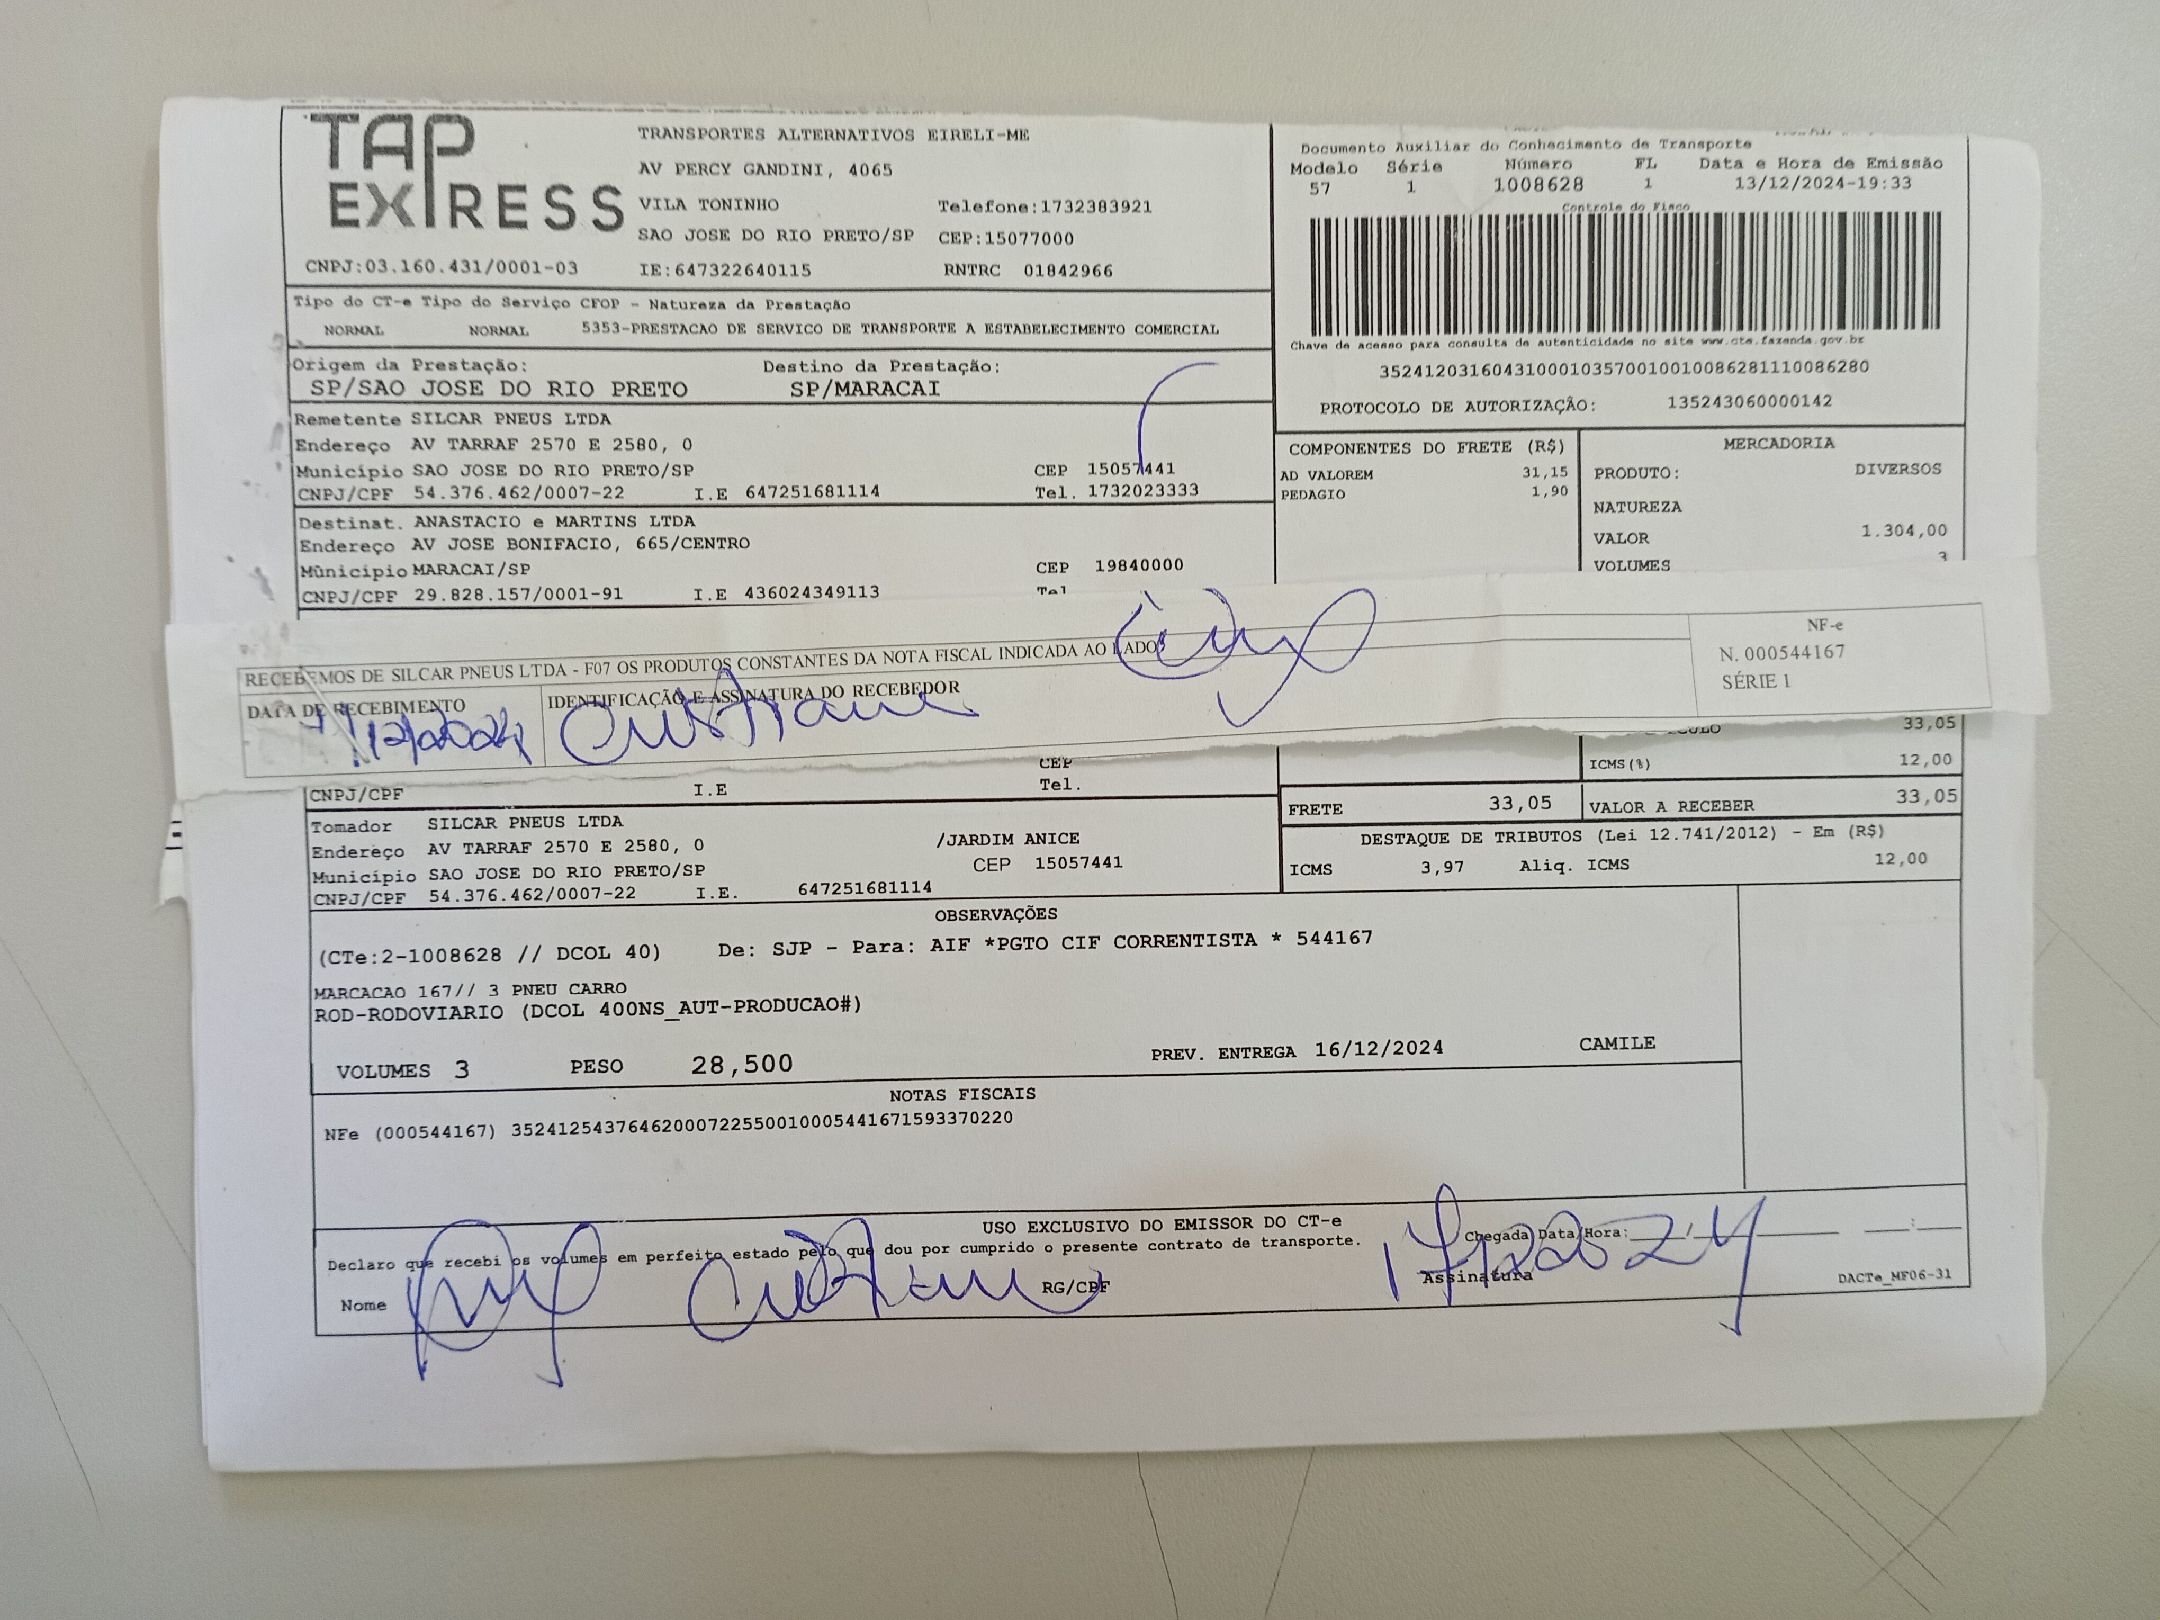 TAP
EXPRESS
TRANSPORTES ALTERNATIVOS EIRELI-ME
AV PERCY GANDINI, 4065
VILA TONINHO Telefone:1732383921
SAO JOSE DO RIO PRETO/SP CEP:15077000
CNPJ:03.160.431/0001-03 IE:647322640115 RNTRC 01842966
Documento Auxiliar do Conhecimento de Transporte
Modelo Série Número FL Data e Hora de Emissão
57 1 1008628 1 13/12/2024-19:33
Controle do Fisco
Chave de acesso para consulta de autenticidade no site www.cte.fazenda.gov.br
35241203160431000103570010010086281110086280
PROTOCOLO DE AUTORIZAÇÃO: 135243060000142
Tipo do CT-e Tipo do Serviço CFOP - Natureza da Prestação
NORMAL NORMAL 5353-PRESTACAO DE SERVICO DE TRANSPORTE A ESTABELECIMENTO COMERCIAL
Origem da Prestação: Destino da Prestação:
SP/SAO JOSE DO RIO PRETO SP/MARACAI
Remetente SILCAR PNEUS LTDA
Endereço AV TARRAF 2570 E 2580, 0
Município SAO JOSE DO RIO PRETO/SP CEP 15057441
CNPJ/CPF 54.376.462/0007-22 I.E 647251681114 Tel. 1732023333
Destinat. ANASTACIO e MARTINS LTDA
Endereço AV JOSE BONIFACIO, 665/CENTRO
Município MARACAI/SP CEP 19840000
CNPJ/CPF 29.828.157/0001-91 I.E 436024349113 Tel
COMPONENTES DO FRETE (R$)
AD VALOREM 31,15
PEDAGIO 1,90
MERCADORIA
PRODUTO: DIVERSOS
NATUREZA
VALOR 1.304,00
VOLUMES 3
RECEBEMOS DE SILCAR PNEUS LTDA - F07 OS PRODUTOS CONSTANTES DA NOTA FISCAL INDICADA AO LADO
DATA DE RECEBIMENTO IDENTIFICAÇÃO E ASSINATURA DO RECEBEDOR
/12/2024 Cristiane
NF-e
N. 000544167
SÉRIE 1
33,05
ICMS(%) 12,00
CEP
CNPJ/CPF I.E Tel.
FRETE 33,05 VALOR A RECEBER 33,05
Tomador SILCAR PNEUS LTDA
Endereço AV TARRAF 2570 E 2580, 0 /JARDIM ANICE
Município SAO JOSE DO RIO PRETO/SP CEP 15057441
CNPJ/CPF 54.376.462/0007-22 I.E. 647251681114
DESTAQUE DE TRIBUTOS (Lei 12.741/2012) - Em (R$)
ICMS 3,97 Aliq. ICMS 12,00
OBSERVAÇÕES
(CTe:2-1008628 // DCOL 40) De: SJP - Para: AIF *PGTO CIF CORRENTISTA * 544167
MARCACAO 167// 3 PNEU CARRO
ROD-RODOVIARIO (DCOL 400NS_AUT-PRODUCAO#)
VOLUMES 3 PESO 28,500 PREV. ENTREGA 16/12/2024 CAMILE
NOTAS FISCAIS
NFe (000544167) 35241254376462000722550010005441671593370220
USO EXCLUSIVO DO EMISSOR DO CT-e
Declaro que recebi os volumes em perfeito estado pelo que dou por cumprido o presente contrato de transporte. Chegada Data/Hora:
Nome Cristiane RG/CPF Assinatura DACTe_MF06-31